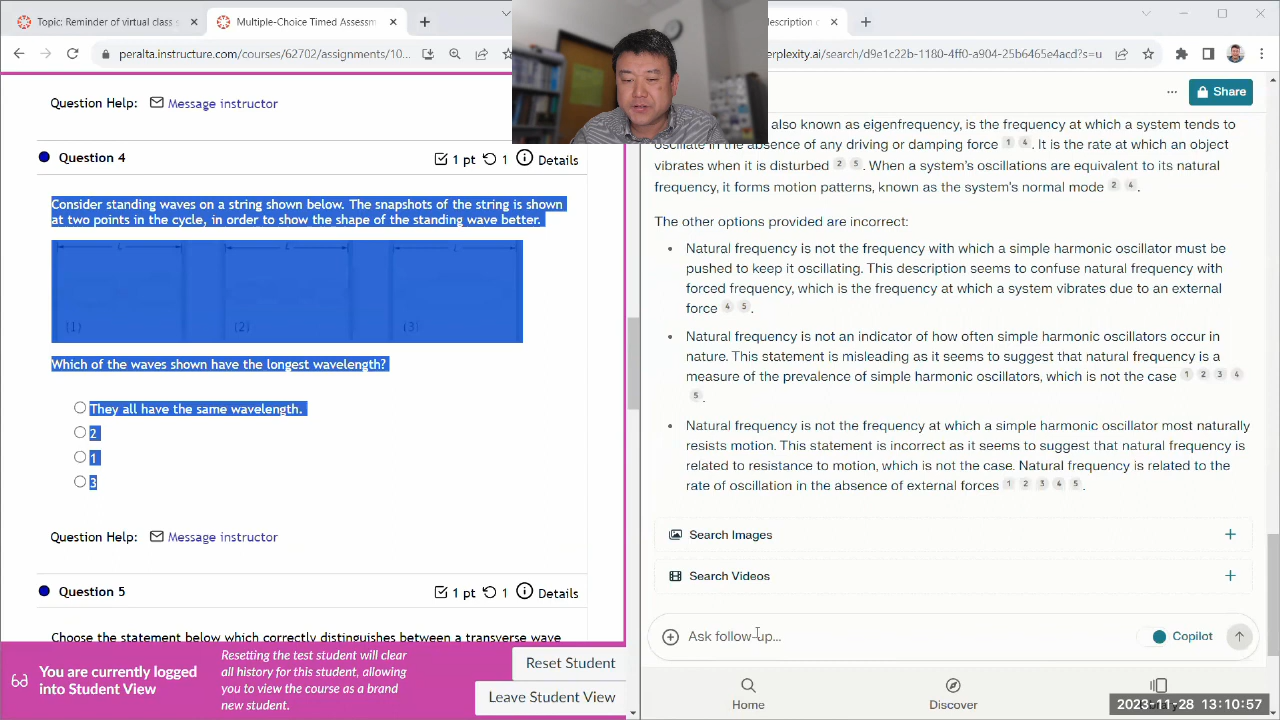 Topic: Reminder of virtual class s
Multiple-Choice Timed Assessm
description c
peralta.instructure.com/courses/62702/assignments/10...
perplexity.ai/search/d9e1c22b-1180-4ff0-a904-25b6465e4ad3?s=u
Question Help: Message instructor
Question 4
1 pt 1 Details
Consider standing waves on a string shown below. The snapshots of the string is shown
at two points in the cycle, in order to show the shape of the standing wave better.
L L L
(1) (2) (3)
Which of the waves shown have the longest wavelength?
They all have the same wavelength.
2
1
3
Question Help: Message instructor
Question 5
1 pt 1 Details
Choose the statement below which correctly distinguishes between a transverse wave
You are currently logged
into Student View
Resetting the test student will clear
all history for this student, allowing
you to view the course as a brand
new student.
Reset Student
Leave Student View
Share
also known as eigenfrequency, is the frequency at which a system tends to
oscillate in the absence of any driving or damping force 1 4 . It is the rate at which an object
vibrates when it is disturbed 2 5 . When a system's oscillations are equivalent to its natural
frequency, it forms motion patterns, known as the system's normal mode 2 4 .
The other options provided are incorrect:
• Natural frequency is not the frequency with which a simple harmonic oscillator must be
pushed to keep it oscillating. This description seems to confuse natural frequency with
forced frequency, which is the frequency at which a system vibrates due to an external
force 4 5 .
• Natural frequency is not an indicator of how often simple harmonic oscillators occur in
nature. This statement is misleading as it seems to suggest that natural frequency is a
measure of the prevalence of simple harmonic oscillators, which is not the case 1 2 3 4
5 .
• Natural frequency is not the frequency at which a simple harmonic oscillator most naturally
resists motion. This statement is incorrect as it seems to suggest that natural frequency is
related to resistance to motion, which is not the case. Natural frequency is related to the
rate of oscillation in the absence of external forces 1 2 3 4 5 .
Search Images
Search Videos
Ask follow-up...
Copilot
Home
Discover
2023-11-28 13:10:57